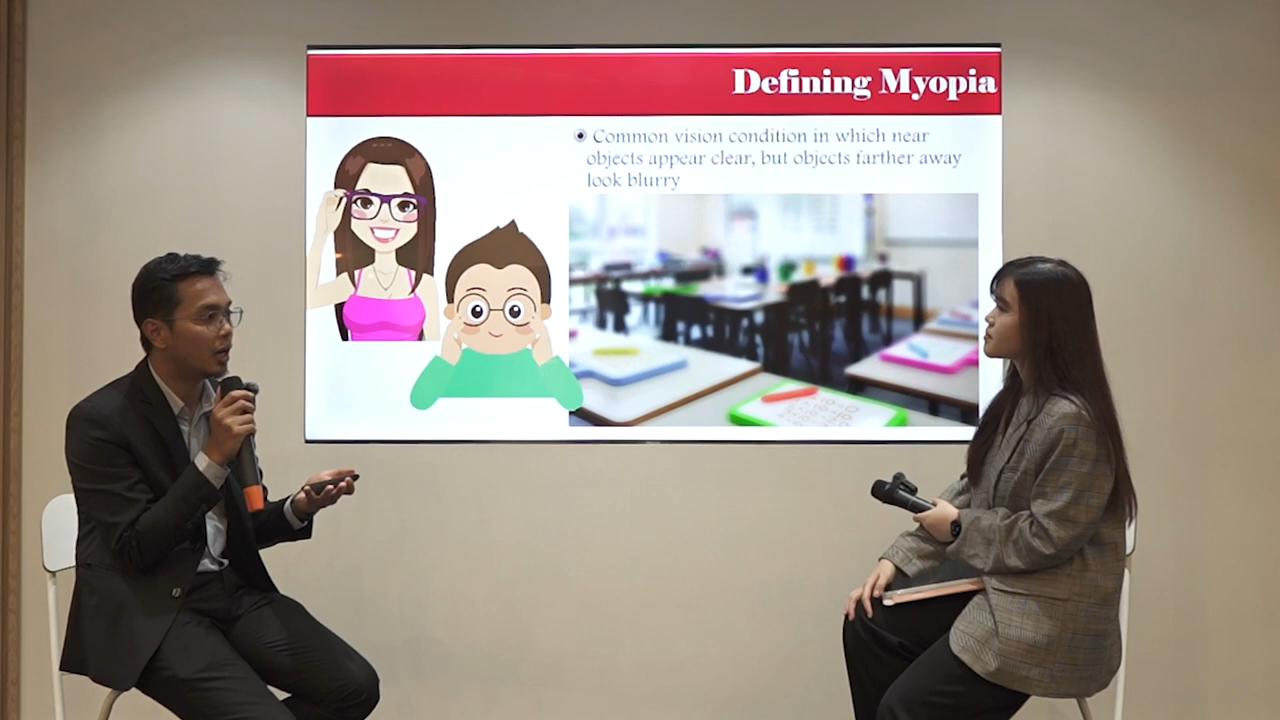 Defining Myopia
Common vision condition in which near
objects appear clear, but objects farther away
look blurry